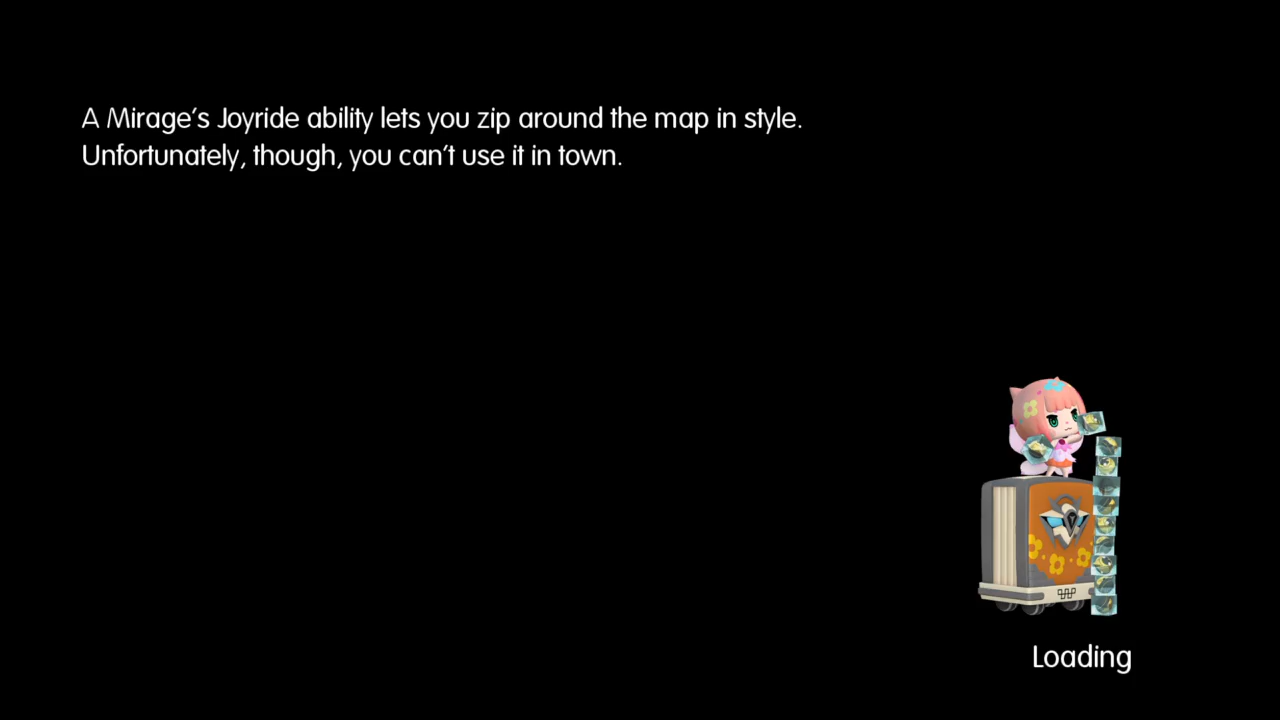 A Mirage's Joyride ability lets you zip around the map in style.
Unfortunately, though, you can't use it in town.
Loading